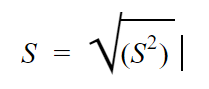 S = √(S²) |